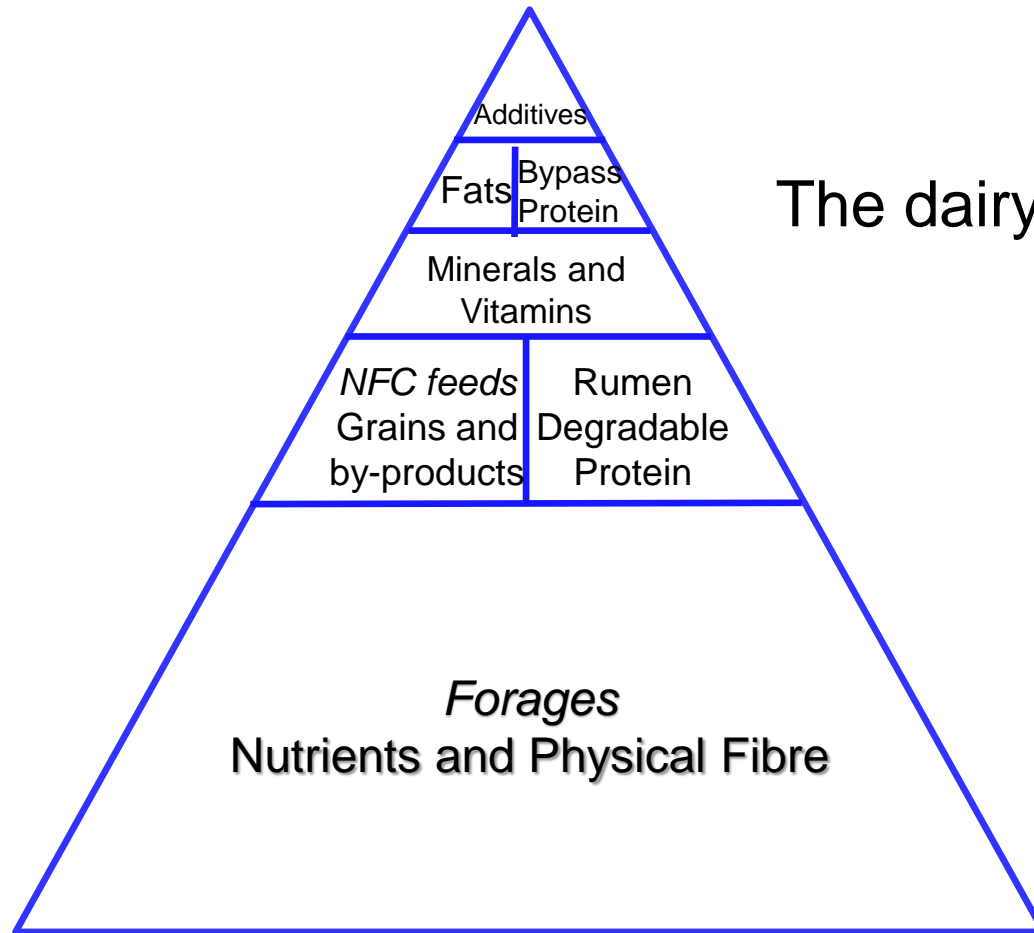 Additives
Fats
Bypass
Protein
The dairy
Minerals and
Vitamins
NFC feeds
Grains and
by-products
Rumen
Degradable
Protein
Forages
Nutrients and Physical Fibre